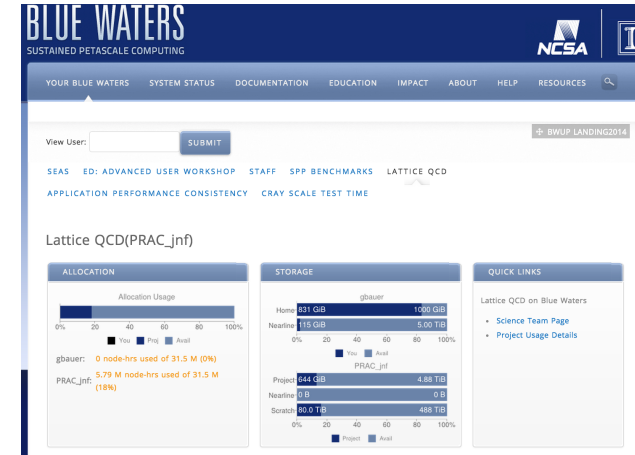 BLUE WATERS
SUSTAINED PETASCALE COMPUTING
NCSA
YOUR BLUE WATERS SYSTEM STATUS DOCUMENTATION EDUCATION IMPACT ABOUT HELP RESOURCES
BWUP LANDING2014
View User: SUBMIT
SEAS ED: ADVANCED USER WORKSHOP STAFF SPP BENCHMARKS LATTICE QCD
APPLICATION PERFORMANCE CONSISTENCY CRAY SCALE TEST TIME
Lattice QCD(PRAC_jnf)
ALLOCATION
Allocation Usage
0% 20 40 60 80 100%
You Proj Avail
gbauer: 0 node-hrs used of 31.5 M (0%)
PRAC_jnf: 5.79 M node-hrs used of 31.5 M
(18%)
STORAGE
gbauer
Home 831 GiB 1000 GiB
Nearline 115 GiB 5.00 TiB
0% 20 40 60 80 100%
You Avail
PRAC_jnf
Project 644 GiB 4.88 TiB
Nearline 0 B 0 B
Scratch 80.0 TiB 488 TiB
0% 20 40 60 80 100%
Project Avail
QUICK LINKS
Lattice QCD on Blue Waters
Science Team Page
Project Usage Details